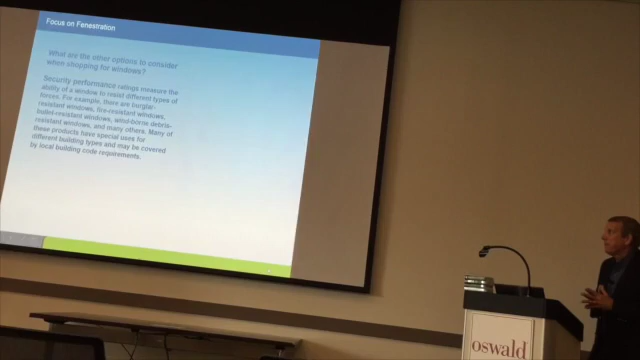 Focus on Fenestration
What are the other options to consider
when shopping for windows?
Security performance ratings measure the
ability of a window to resist different types of
forces. For example, there are burglar-
resistant windows, fire-resistant windows,
bullet-resistant windows, wind-borne debris-
resistant windows, and many others. Many of
these products have special uses for
different building types and may be covered
by local building code requirements.
oswald